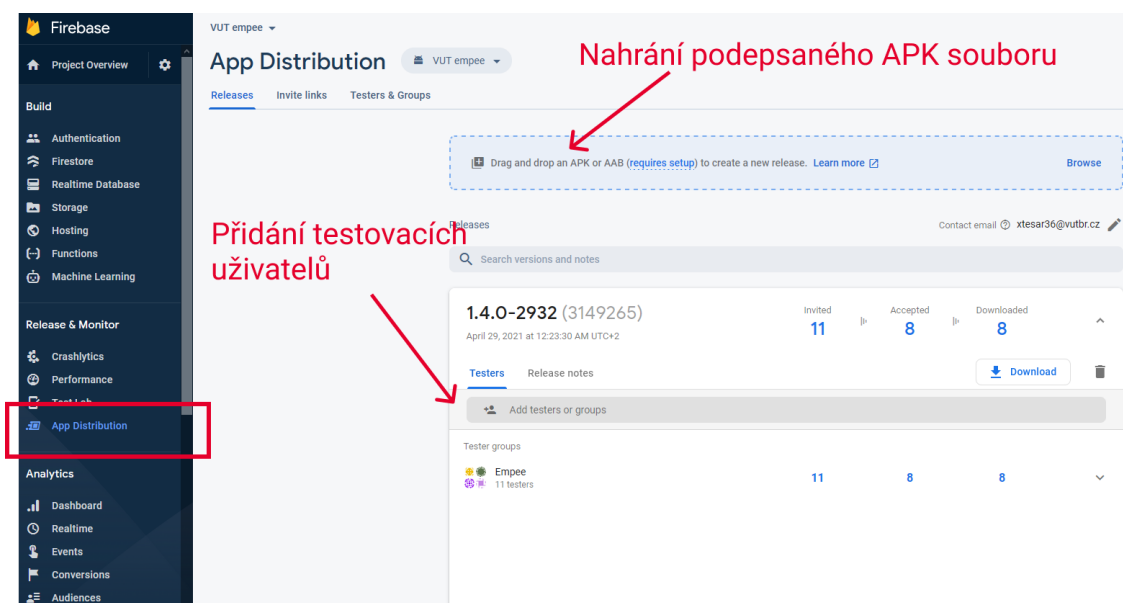 Firebase
Project Overview
Build
Authentication
Firestore
Realtime Database
Storage
Hosting
Functions
Machine Learning
Release & Monitor
Crashlytics
Performance
Test Lab
App Distribution
Analytics
Dashboard
Realtime
Events
Conversions
Audiences
VUT empee
App Distribution
VUT empee
Nahrání podepsaného APK souboru
Releases Invite links Testers & Groups
Drag and drop an APK or AAB (requires setup) to create a new release. Learn more
Browse
Přidání testovacích
uživatelů
Releases
Contact email xtesar36@vutbr.cz
Search versions and notes
1.4.0-2932 (3149265)
April 29, 2021 at 12:23:30 AM UTC+2
Invited Accepted Downloaded
11 8 8
Testers Release notes
Download
Add testers or groups
Tester groups
Empee
11 testers
11 8 8